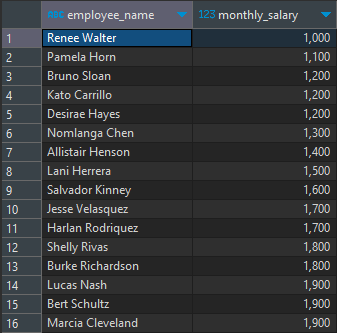 ABC employee_name 123 monthly_salary
1 Renee Walter 1,000
2 Pamela Horn 1,100
3 Bruno Sloan 1,200
4 Kato Carrillo 1,200
5 Desirae Hayes 1,200
6 Nomlanga Chen 1,300
7 Allistair Henson 1,400
8 Lani Herrera 1,500
9 Salvador Kinney 1,600
10 Jesse Velasquez 1,700
11 Harlan Rodriquez 1,700
12 Shelly Rivas 1,800
13 Burke Richardson 1,800
14 Lucas Nash 1,900
15 Bert Schultz 1,900
16 Marcia Cleveland 1,900